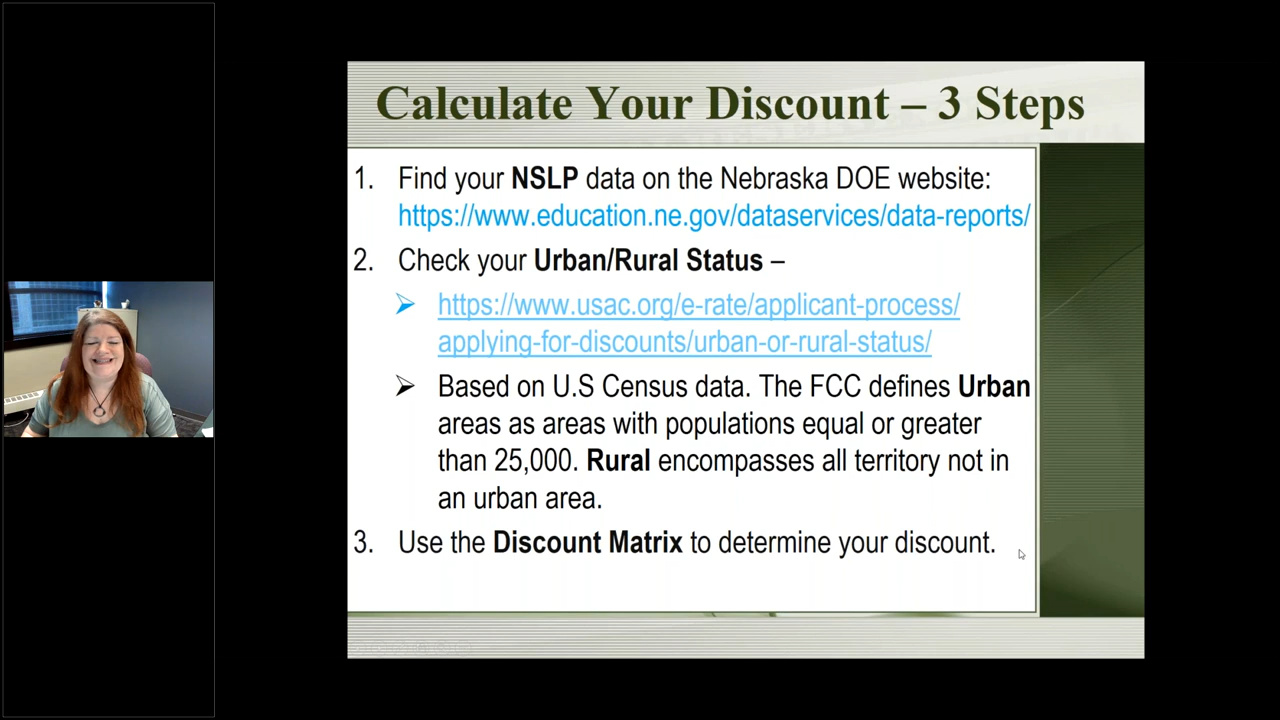 Calculate Your Discount – 3 Steps
1. Find your NSLP data on the Nebraska DOE website:
https://www.education.ne.gov/dataservices/data-reports/
2. Check your Urban/Rural Status –
https://www.usac.org/e-rate/applicant-process/
applying-for-discounts/urban-or-rural-status/
Based on U.S Census data. The FCC defines Urban
areas as areas with populations equal or greater
than 25,000. Rural encompasses all territory not in
an urban area.
3. Use the Discount Matrix to determine your discount.